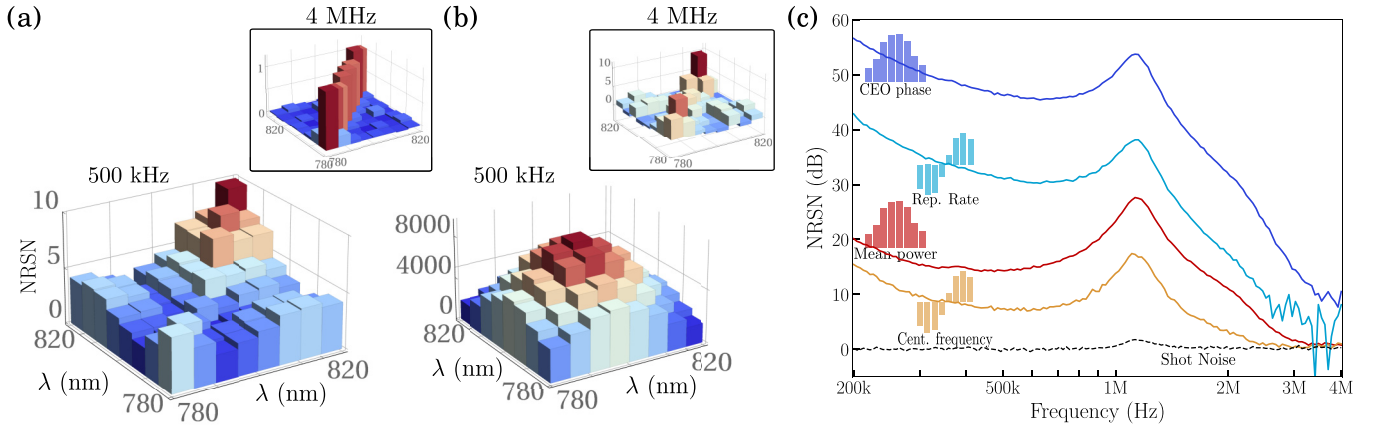 (a)
4 MHz
1
0
820
780
780
820
500 kHz
10
5
0
NRSN
820
λ (nm)
780
780
λ (nm)
820
(b)
4 MHz
10
5
0
820
780
780
820
500 kHz
8000
4000
0
820
λ (nm)
780
780
λ (nm)
820
(c)
60
50
40
30
20
10
0
NRSN (dB)
CEO phase
Rep. Rate
Mean power
Cent. frequency
Shot Noise
200k
500k
1M
2M
3M
4M
Frequency (Hz)